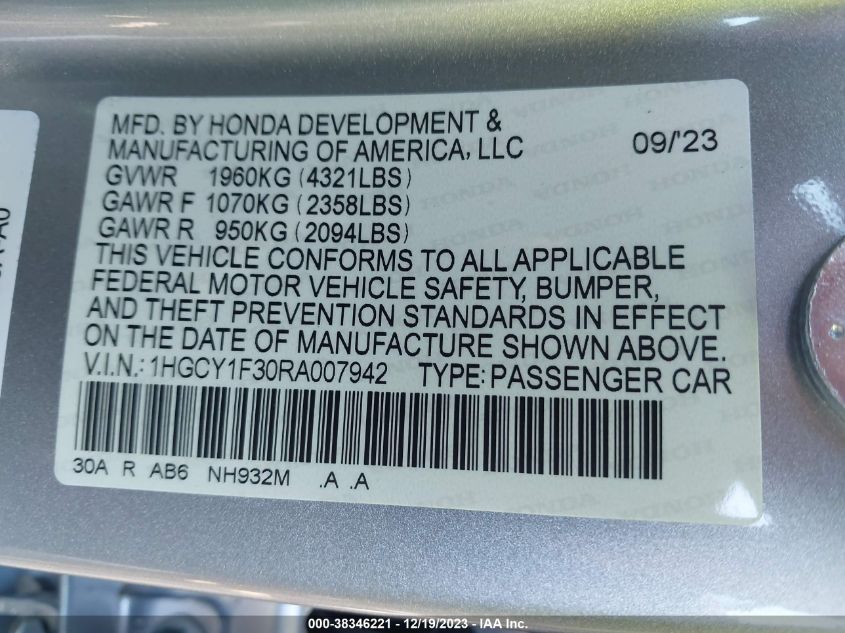 MFD. BY HONDA DEVELOPMENT &
MANUFACTURING OF AMERICA, LLC 09/'23
GVWR 1960KG (4321LBS)
GAWR F 1070KG (2358LBS)
GAWR R 950KG (2094LBS)
THIS VEHICLE CONFORMS TO ALL APPLICABLE
FEDERAL MOTOR VEHICLE SAFETY, BUMPER,
AND THEFT PREVENTION STANDARDS IN EFFECT
ON THE DATE OF MANUFACTURE SHOWN ABOVE.
V.I.N.: 1HGCY1F30RA007942 TYPE: PASSENGER CAR
30A R AB6 NH932M .A .A
000-38346221 - 12/19/2023 - IAA Inc.